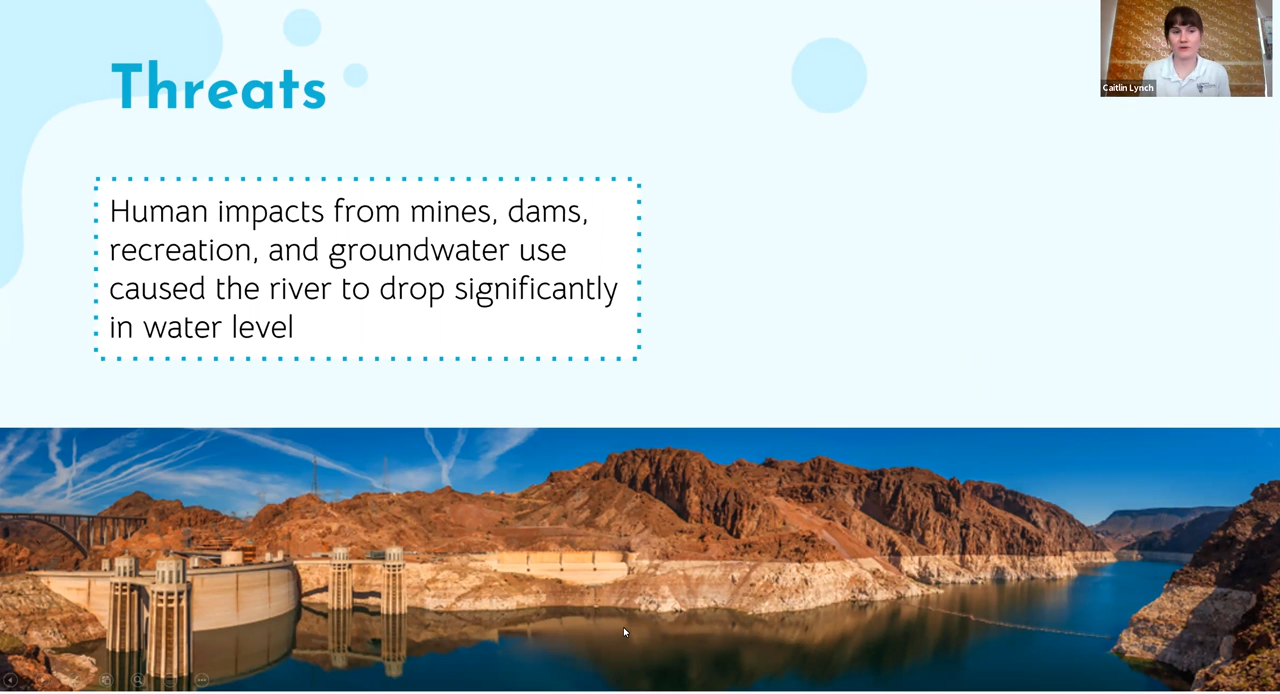 Threats
Caitlin Lynch
Human impacts from mines, dams,
recreation, and groundwater use
caused the river to drop significantly
in water level